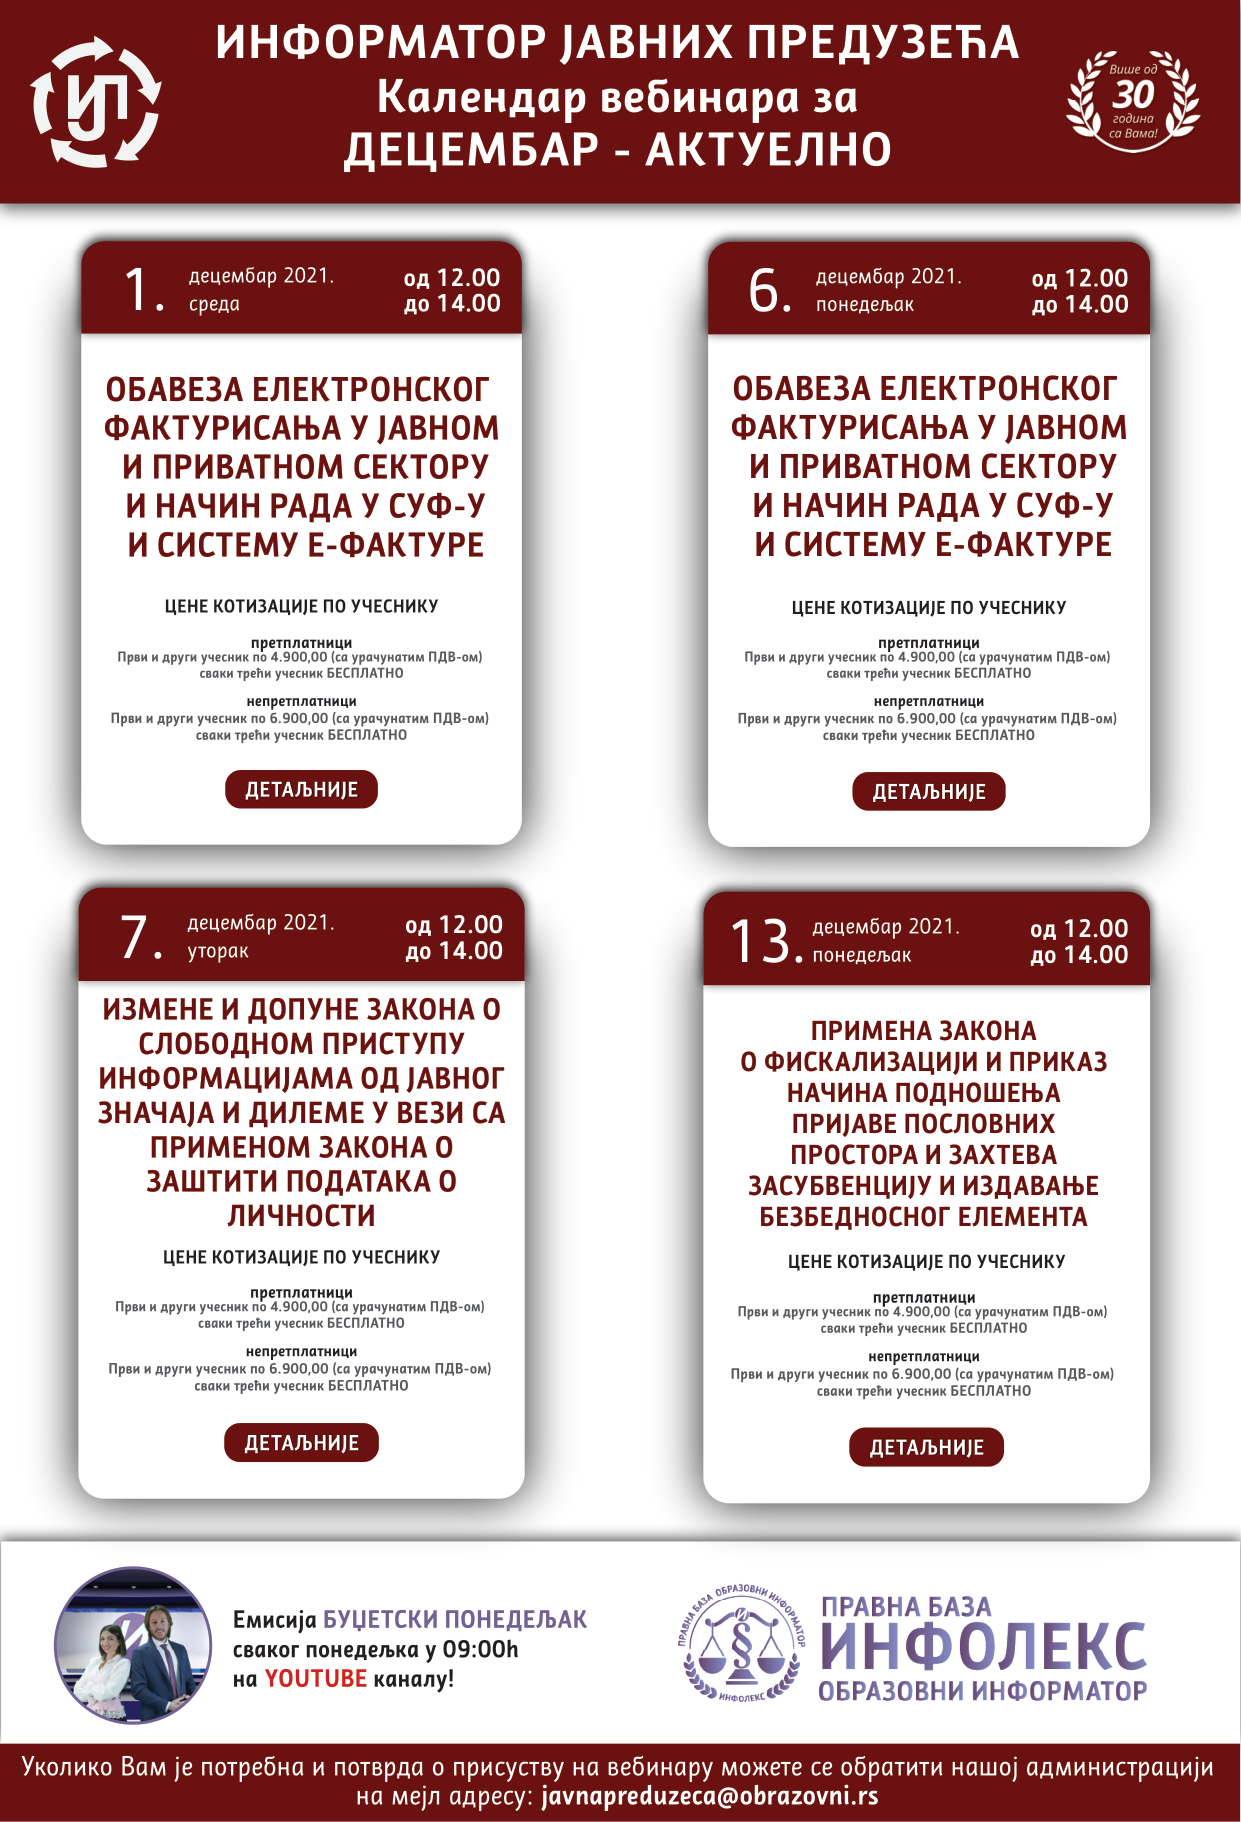 ИНФОРМАТОР ЈАВНИХ ПРЕДУЗЕЋА
Календар вебинара за
ДЕЦЕМБАР - АКТУЕЛНО
ИЈП
Више од
30
година
са Вама!
1.
децембар 2021.
среда
од 12.00
до 14.00
ОБАВЕЗА ЕЛЕКТРОНСКОГ
ФАКТУРИСАЊА У ЈАВНОМ
И ПРИВАТНОМ СЕКТОРУ
И НАЧИН РАДА У СУФ-У
И СИСТЕМУ Е-ФАКТУРЕ
ЦЕНЕ КОТИЗАЦИЈЕ ПО УЧЕСНИКУ
претплатници
Први и други учесник по 4.900,00 (са урачунатим ПДВ-ом)
сваки трећи учесник БЕСПЛАТНО
непретплатници
Први и други учесник по 6.900,00 (са урачунатим ПДВ-ом)
сваки трећи учесник БЕСПЛАТНО
ДЕТАЉНИЈЕ
6.
децембар 2021.
понедељак
од 12.00
до 14.00
ОБАВЕЗА ЕЛЕКТРОНСКОГ
ФАКТУРИСАЊА У ЈАВНОМ
И ПРИВАТНОМ СЕКТОРУ
И НАЧИН РАДА У СУФ-У
И СИСТЕМУ Е-ФАКТУРЕ
ЦЕНЕ КОТИЗАЦИЈЕ ПО УЧЕСНИКУ
претплатници
Први и други учесник по 4.900,00 (са урачунатим ПДВ-ом)
сваки трећи учесник БЕСПЛАТНО
непретплатници
Први и други учесник по 6.900,00 (са урачунатим ПДВ-ом)
сваки трећи учесник БЕСПЛАТНО
ДЕТАЉНИЈЕ
7.
децембар 2021.
уторак
од 12.00
до 14.00
ИЗМЕНЕ И ДОПУНЕ ЗАКОНА О
СЛОБОДНОМ ПРИСТУПУ
ИНФОРМАЦИЈАМА ОД ЈАВНОГ
ЗНАЧАЈА И ДИЛЕМЕ У ВЕЗИ СА
ПРИМЕНОМ ЗАКОНА О
ЗАШТИТИ ПОДАТАКА О
ЛИЧНОСТИ
ЦЕНЕ КОТИЗАЦИЈЕ ПО УЧЕСНИКУ
претплатници
Први и други учесник по 4.900,00 (са урачунатим ПДВ-ом)
сваки трећи учесник БЕСПЛАТНО
непретплатници
Први и други учесник по 6.900,00 (са урачунатим ПДВ-ом)
сваки трећи учесник БЕСПЛАТНО
ДЕТАЉНИЈЕ
13.
децембар 2021.
понедељак
од 12.00
до 14.00
ПРИМЕНА ЗАКОНА
О ФИСКАЛИЗАЦИЈИ И ПРИКАЗ
НАЧИНА ПОДНОШЕЊА
ПРИЈАВЕ ПОСЛОВНИХ
ПРОСТОРА И ЗАХТЕВА
ЗАСУБВЕНЦИЈУ И ИЗДАВАЊЕ
БЕЗБЕДНОСНОГ ЕЛЕМЕНТА
ЦЕНЕ КОТИЗАЦИЈЕ ПО УЧЕСНИКУ
претплатници
Први и други учесник по 4.900,00 (са урачунатим ПДВ-ом)
сваки трећи учесник БЕСПЛАТНО
непретплатници
Први и други учесник по 6.900,00 (са урачунатим ПДВ-ом)
сваки трећи учесник БЕСПЛАТНО
ДЕТАЉНИЈЕ
Емисија БУЏЕТСКИ ПОНЕДЕЉАК
сваког понедељка у 09:00h
на YOUTUBE каналу!
ПРАВНА БАЗА ОБРАЗОВНИ ИНФОРМАТОР
ИНФОЛЕКС
ПРАВНА БАЗА
ИНФОЛЕКС
ОБРАЗОВНИ ИНФОРМАТОР
Уколико Вам је потребна и потврда о присуству на вебинару можете се обратити нашој администрацији
на мејл адресу: javnapreduzeca@obrazovni.rs